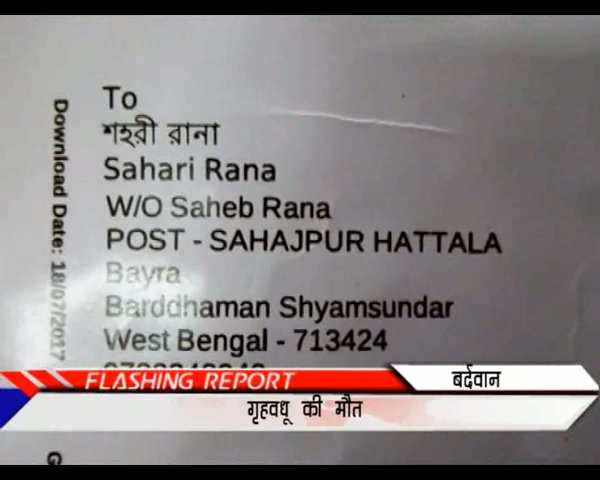 To
শহরী রানা
Sahari Rana
W/O Saheb Rana
POST - SAHAJPUR HATTALA
Bayra
Barddhaman Shyamsundar
West Bengal - 713424
Download Date: 18/07/2017
FLASHING REPORT
बर्दवान
गृहवधू की मौत